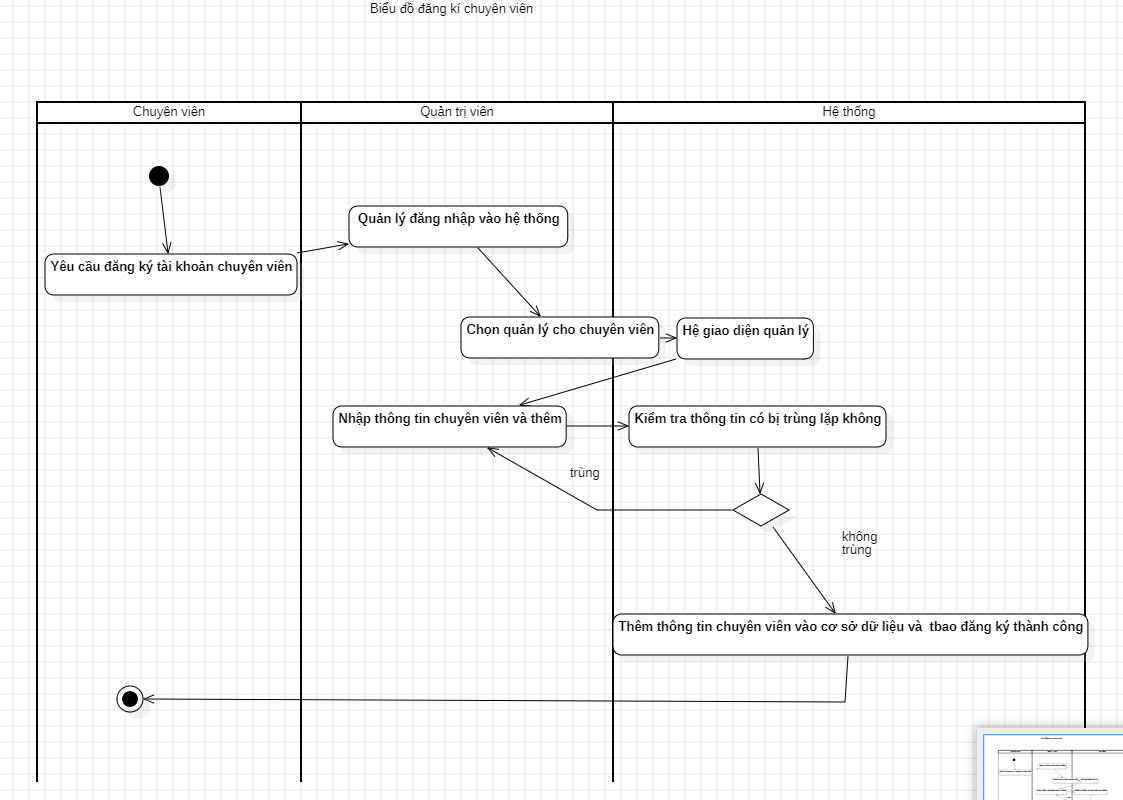 Biểu đồ đăng kí chuyên viên
Chuyên viên
Quản trị viên
Hệ thống
Quản lý đăng nhập vào hệ thống
Yêu cầu đăng ký tài khoản chuyên viên
Chọn quản lý cho chuyên viên
Hệ giao diện quản lý
Nhập thông tin chuyên viên và thêm
Kiểm tra thông tin có bị trùng lặp không
trùng
không
trùng
Thêm thông tin chuyên viên vào cơ sở dữ liệu và  tbao đăng ký thành công